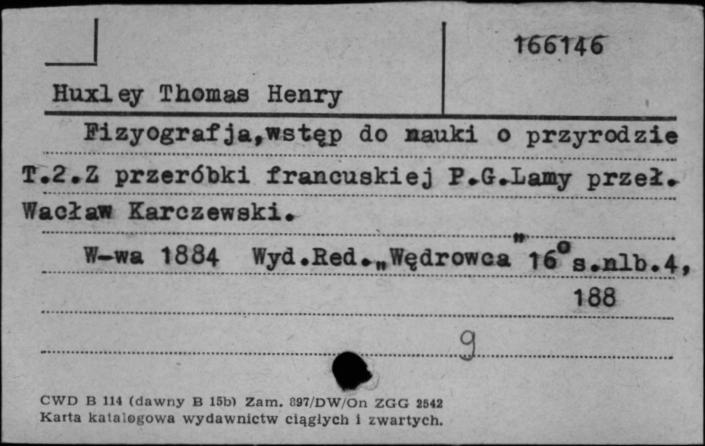 166146
Huxley Thomas Henry
Fizyografja,wstęp do nauki o przyrodzie
T.2.Z przeróbki francuskiej P.G.Lamy przeł.
Wacław Karczewski.
W-wa 1884 Wyd.Red.„Wędrowca" 16° s.nlb.4,
188
9
CWD B 114 (dawny B 15b) Zam. 897/DW/On ZGG 2542
Karta katalogowa wydawnictw ciągłych i zwartych.